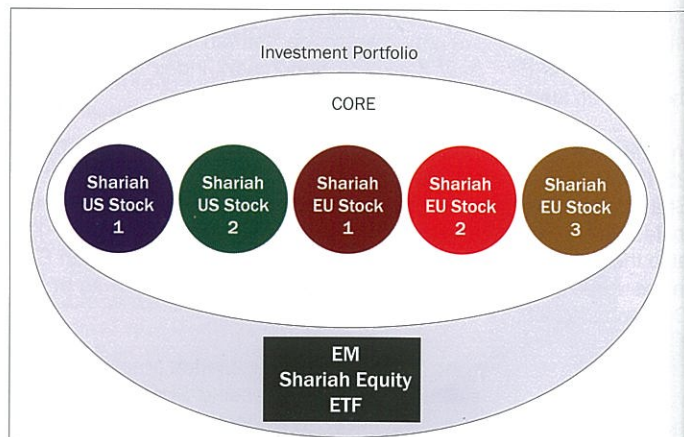 Investment Portfolio
CORE
Shariah
US Stock
1
Shariah
US Stock
2
Shariah
EU Stock
1
Shariah
EU Stock
2
Shariah
EU Stock
3
EM
Shariah Equity
ETF